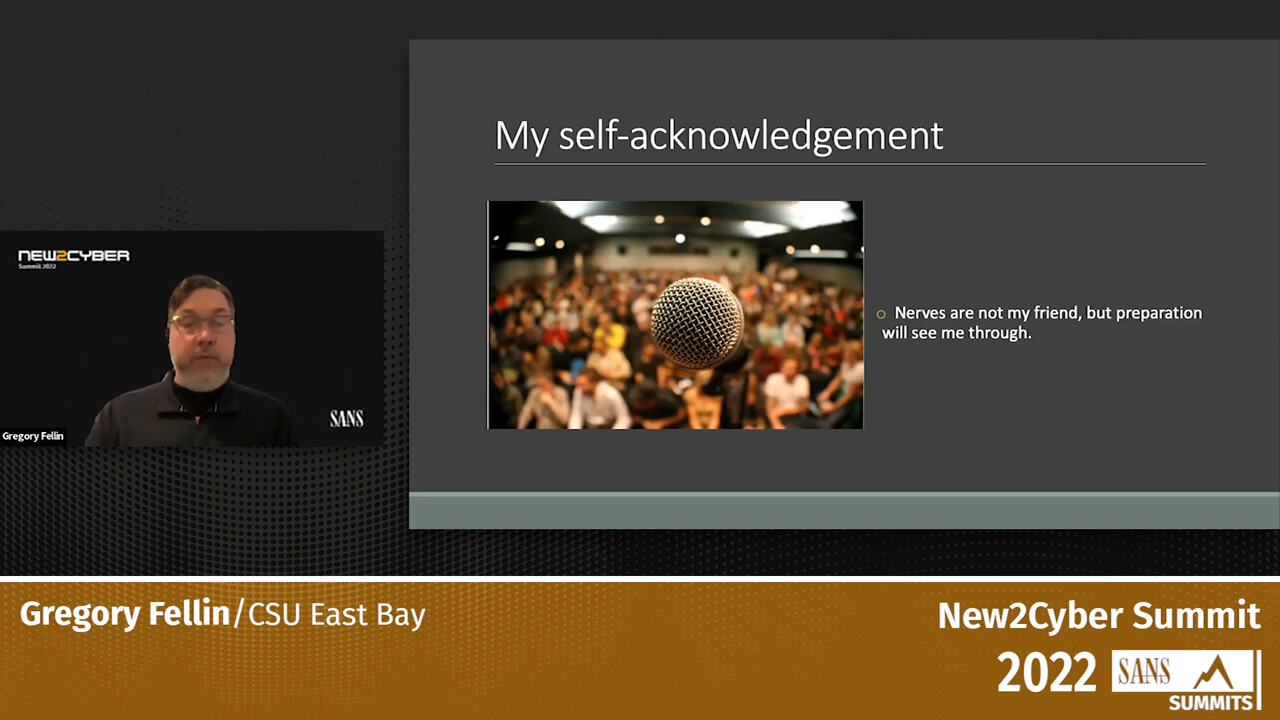 My self-acknowledgement
NEW2CYBER
Summit 2022
Nerves are not my friend, but preparation
will see me through.
SANS
Gregory Fellin
Gregory Fellin/CSU East Bay
New2Cyber Summit
2022
SANS
SUMMITS